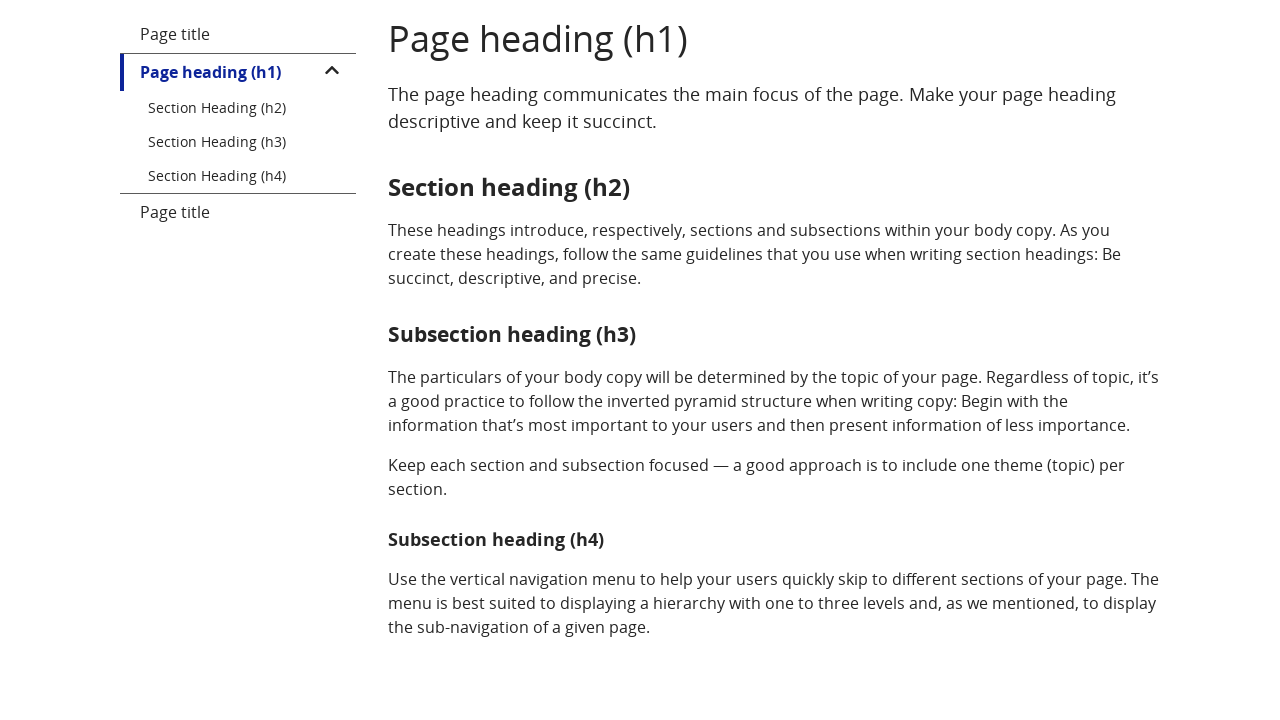 Page title
Page heading (h1)
Section Heading (h2)
Section Heading (h3)
Section Heading (h4)
Page title
Page heading (h1)
The page heading communicates the main focus of the page. Make your page heading
descriptive and keep it succinct.
Section heading (h2)
These headings introduce, respectively, sections and subsections within your body copy. As you
create these headings, follow the same guidelines that you use when writing section headings: Be
succinct, descriptive, and precise.
Subsection heading (h3)
The particulars of your body copy will be determined by the topic of your page. Regardless of topic, it’s
a good practice to follow the inverted pyramid structure when writing copy: Begin with the
information that’s most important to your users and then present information of less importance.
Keep each section and subsection focused — a good approach is to include one theme (topic) per
section.
Subsection heading (h4)
Use the vertical navigation menu to help your users quickly skip to different sections of your page. The
menu is best suited to displaying a hierarchy with one to three levels and, as we mentioned, to display
the sub-navigation of a given page.